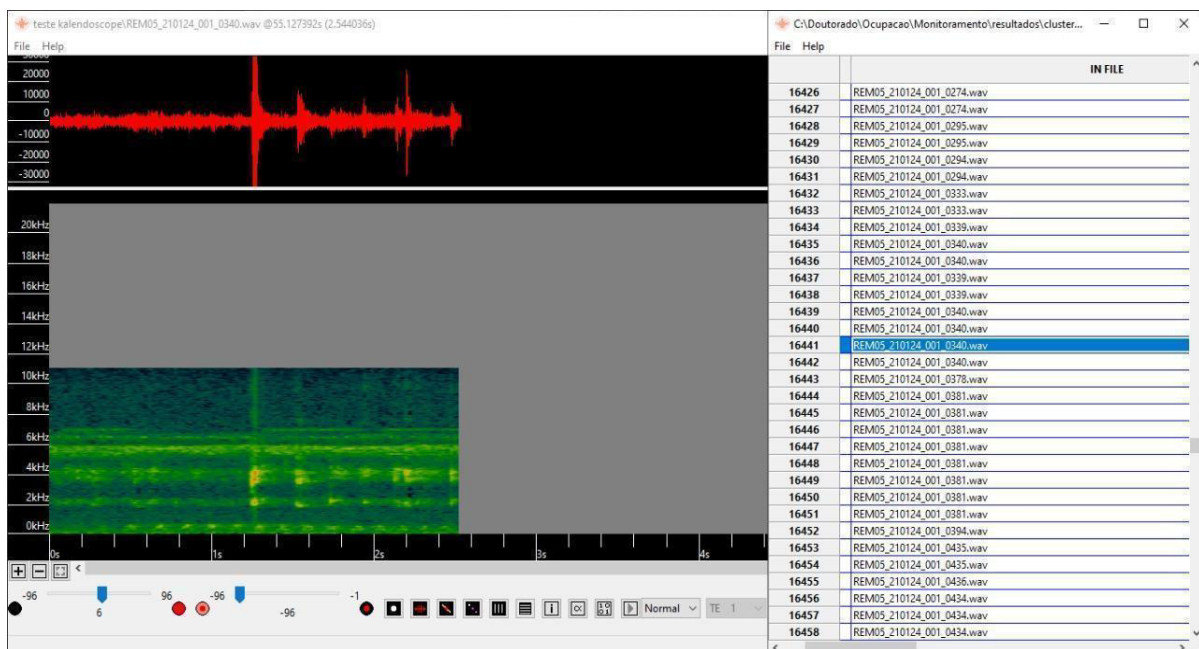 teste kalendoscope\REM05_210124_001_0340.wav @55.127392s (2.544036s)
File Help
20000
10000
0
-10000
-20000
-30000
20kHz
18kHz
16kHz
14kHz
12kHz
10kHz
8kHz
6kHz
4kHz
2kHz
0kHz
0s 1s 2s 3s 4s
-96 96 -96 -1
6 -96
Normal TE 1
C:\Doutorado\Ocupacao\Monitoramento\resultados\cluster...
File Help
IN FILE
16426 REM05_210124_001_0274.wav
16427 REM05_210124_001_0274.wav
16428 REM05_210124_001_0295.wav
16429 REM05_210124_001_0295.wav
16430 REM05_210124_001_0294.wav
16431 REM05_210124_001_0294.wav
16432 REM05_210124_001_0333.wav
16433 REM05_210124_001_0333.wav
16434 REM05_210124_001_0339.wav
16435 REM05_210124_001_0340.wav
16436 REM05_210124_001_0340.wav
16437 REM05_210124_001_0339.wav
16438 REM05_210124_001_0339.wav
16439 REM05_210124_001_0340.wav
16440 REM05_210124_001_0340.wav
16441 REM05_210124_001_0340.wav
16442 REM05_210124_001_0340.wav
16443 REM05_210124_001_0378.wav
16444 REM05_210124_001_0381.wav
16445 REM05_210124_001_0381.wav
16446 REM05_210124_001_0381.wav
16447 REM05_210124_001_0381.wav
16448 REM05_210124_001_0381.wav
16449 REM05_210124_001_0381.wav
16450 REM05_210124_001_0381.wav
16451 REM05_210124_001_0381.wav
16452 REM05_210124_001_0394.wav
16453 REM05_210124_001_0435.wav
16454 REM05_210124_001_0435.wav
16455 REM05_210124_001_0436.wav
16456 REM05_210124_001_0434.wav
16457 REM05_210124_001_0434.wav
16458 REM05_210124_001_0434.wav